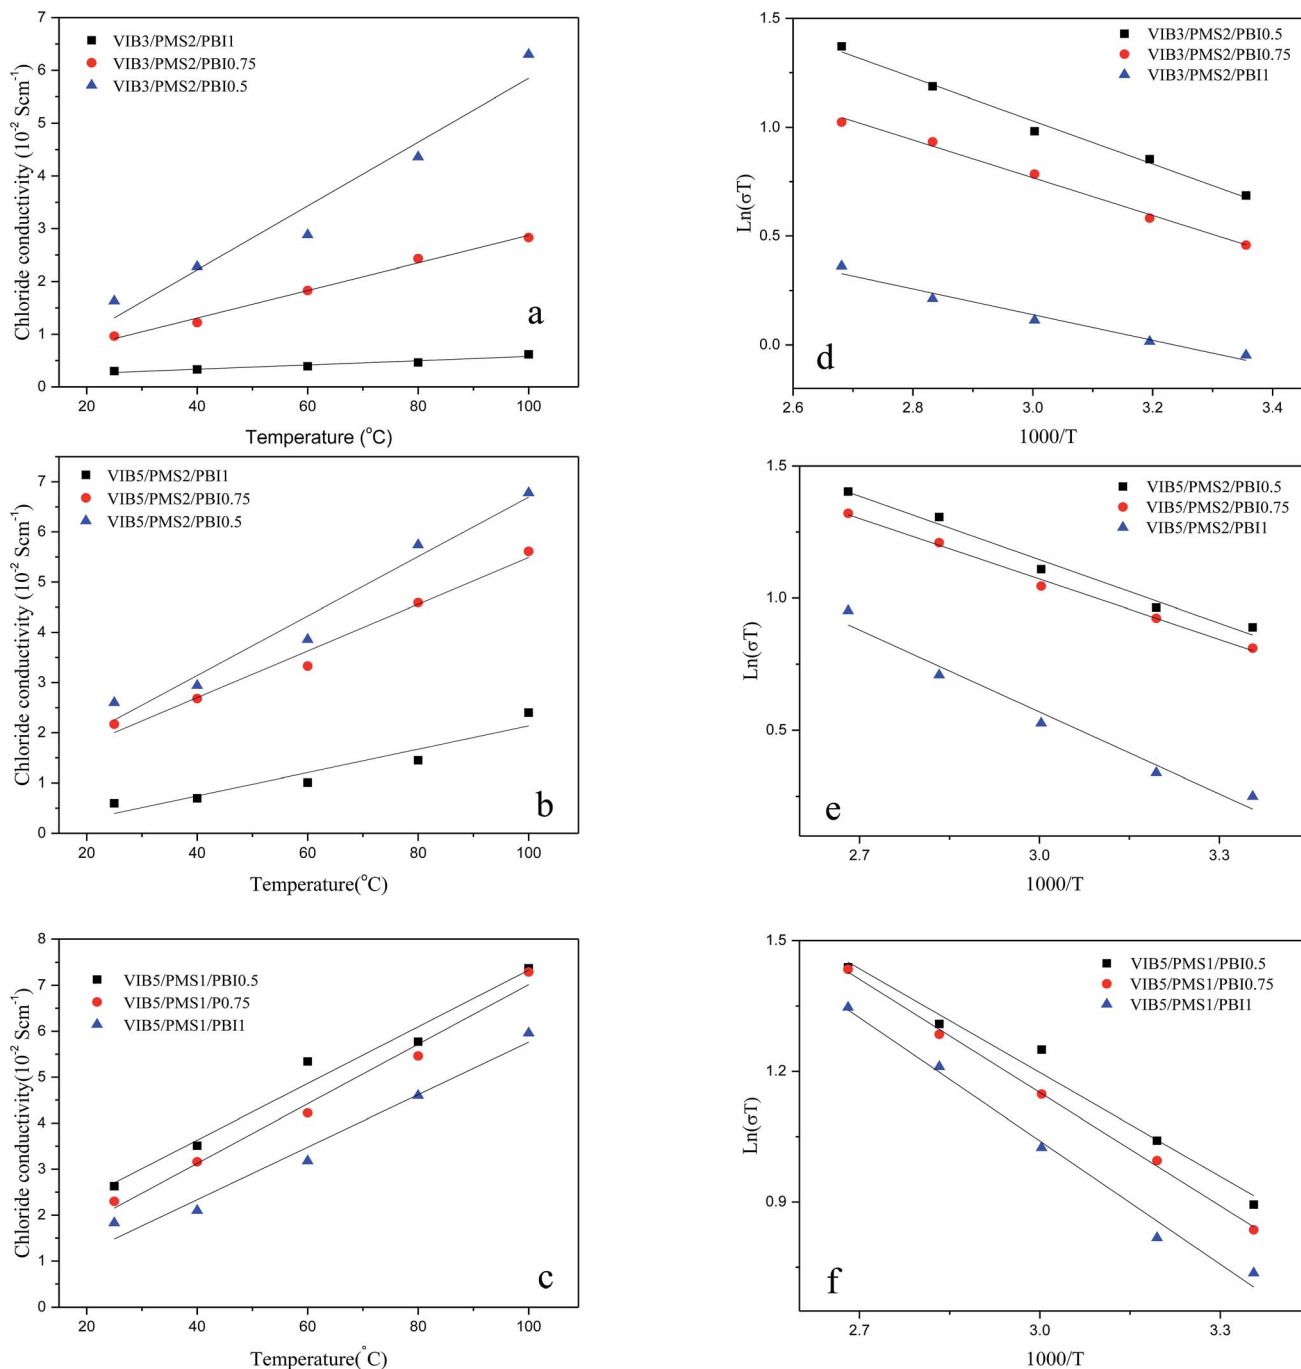 7
6
5
4
3
2
1
0
Chloride conductivity (10⁻² Scm⁻¹)
VIB3/PMS2/PBI1
VIB3/PMS2/PBI0.75
VIB3/PMS2/PBI0.5
a
20 40 60 80 100
Temperature (°C)
1.5
1.0
0.5
0.0
Ln(σT)
VIB3/PMS2/PBI0.5
VIB3/PMS2/PBI0.75
VIB3/PMS2/PBI1
d
2.6 2.8 3.0 3.2 3.4
1000/T
7
6
5
4
3
2
1
0
Chloride conductivity (10⁻² Scm⁻¹)
VIB5/PMS2/PBI1
VIB5/PMS2/PBI0.75
VIB5/PMS2/PBI0.5
b
20 40 60 80 100
Temperature(°C)
1.5
1.0
0.5
Ln(σT)
VIB5/PMS2/PBI0.5
VIB5/PMS2/PBI0.75
VIB5/PMS2/PBI1
e
2.7 3.0 3.3
1000/T
8
7
6
5
4
3
2
1
0
Chloride conductivity(10⁻² Scm⁻¹)
VIB5/PMS1/PBI0.5
VIB5/PMS1/P0.75
VIB5/PMS1/PBI1
c
20 40 60 80 100
Temperature(°C)
1.5
1.2
0.9
Ln(σT)
VIB5/PMS1/PBI0.5
VIB5/PMS1/PBI0.75
VIB5/PMS1/PBI1
f
2.7 3.0 3.3
1000/T